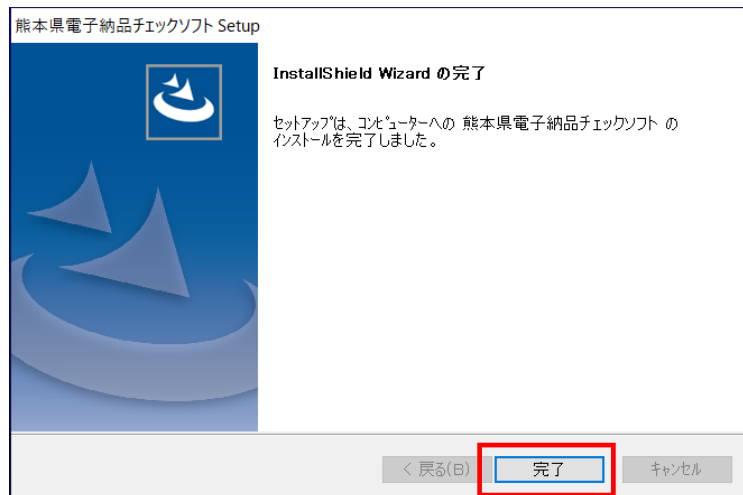 熊本県電子納品チェックソフト Setup
InstallShield Wizard の完了
セットアップは、コンピューターへの 熊本県電子納品チェックソフト の
インストールを完了しました。
< 戻る(B)
完了
キャンセル